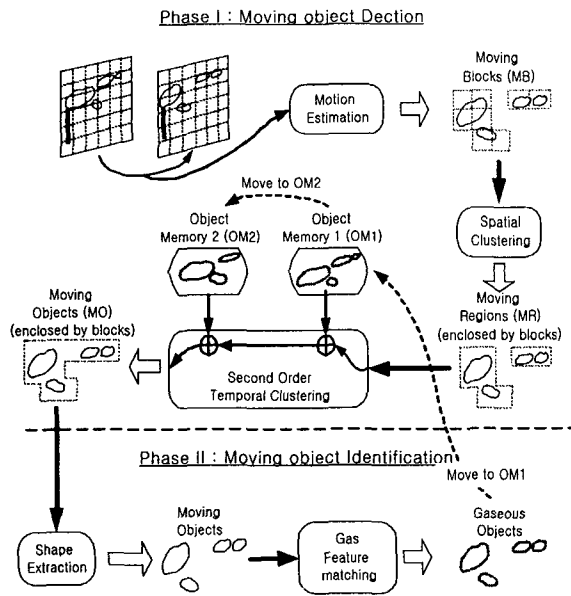 Phase I : Moving object Dection
Motion
Estimation
Moving
Blocks (MB)
Move to OM2
Object
Memory 2 (OM2)
Object
Memory 1 (OM1)
Spatial
Clustering
Moving
Objects (MO)
(enclosed by blocks)
Moving
Regions (MR)
(enclosed by blocks)
Second Order
Temporal Clustering
Phase II : Moving object Identification
Move to OM1
Shape
Extraction
Moving
Objects
Gas
Feature
matching
Gaseous
Objects